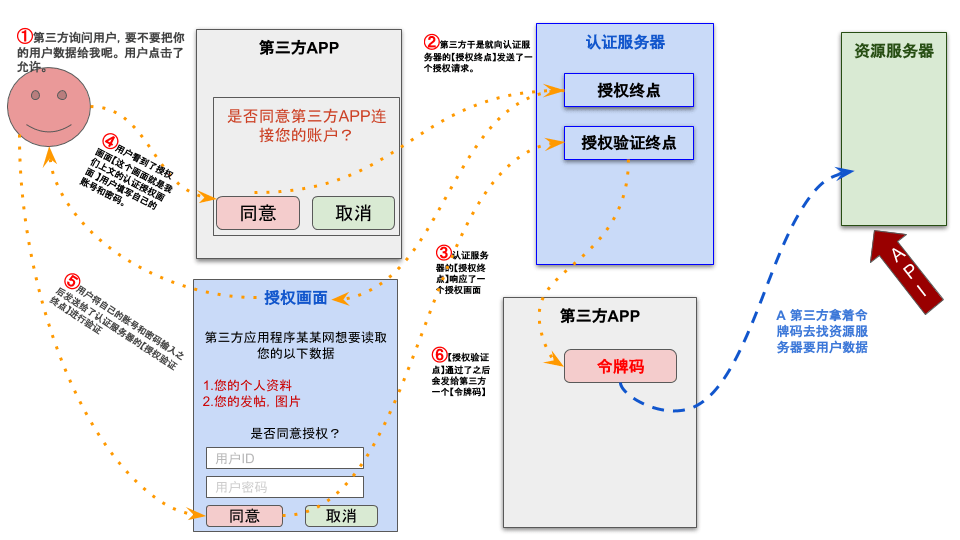 ①第三方询问用户, 要不要把你
的用户数据给我呢。用户点击了
允许。
第三方APP
是否同意第三方APP连
接您的账户？
同意
取消
②第三方于是就向认证服
务器的【授权终点】发送了一
个授权请求。
认证服务器
授权终点
授权验证终点
资源服务器
API
④用户看到了授权
画面【这个画面就是我
们上文的认证授权画
面 】用户填写自己的
账号和密码。
③认证服务
器的【授权终
点】响应了一
个授权画面
⑤用户将自己的账号和密码输入之
后发送给了认证服务器的【授权验证
终点】进行验证
授权画面
第三方应用程序某某网想要读取
您的以下数据
1.您的个人资料
2.您的发帖, 图片
是否同意授权？
用户ID
用户密码
同意
取消
⑥【授权验证
点】通过了之后
会发给第三方
一个【令牌码】
第三方APP
令牌码
A 第三方拿着令
牌码去找资源服
务器要用户数据